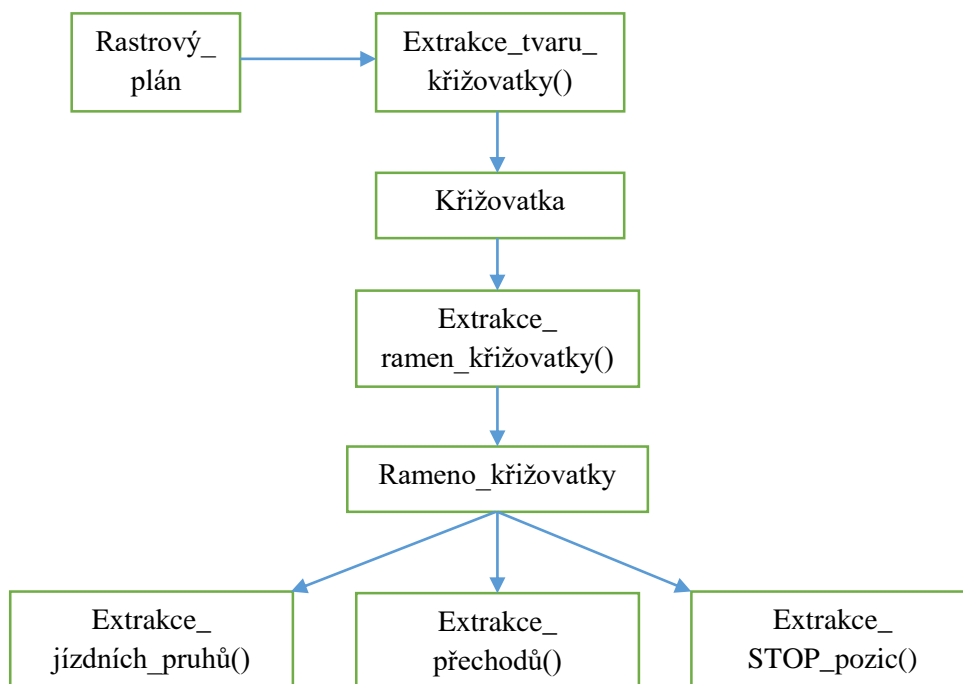 Rastrový_
plán
Extrakce_tvaru_
křižovatky()
Křižovatka
Extrakce_
ramen_křižovatky()
Rameno_křižovatky
Extrakce_
jízdních_pruhů()
Extrakce_
přechodů()
Extrakce_
STOP_pozic()